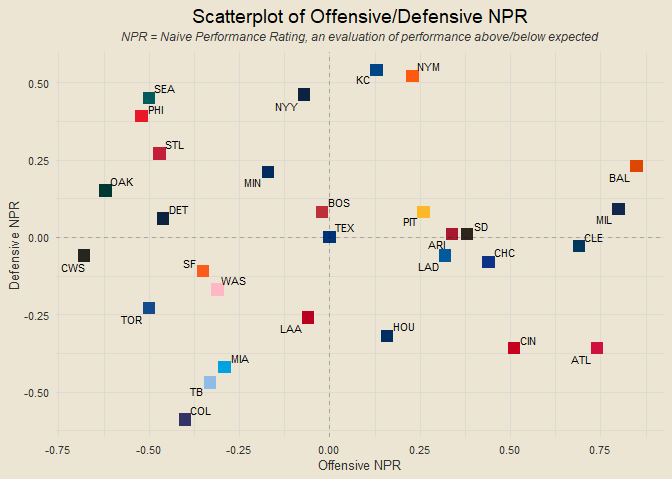 Scatterplot of Offensive/Defensive NPR
NPR = Naive Performance Rating, an evaluation of performance above/below expected
KC
NYM
0.50
SEA
NYY
PHI
STL
0.25
OAK
MIN
BAL
DET
BOS
PIT
MIL
TEX
SD
0.00
ARI
CLE
CWS
SF
LAD
CHC
WAS
Defensive NPR
-0.25
TOR
LAA
HOU
CIN
MIA
ATL
-0.50
TB
COL
-0.75
-0.50
-0.25
0.00
0.25
0.50
0.75
Offensive NPR